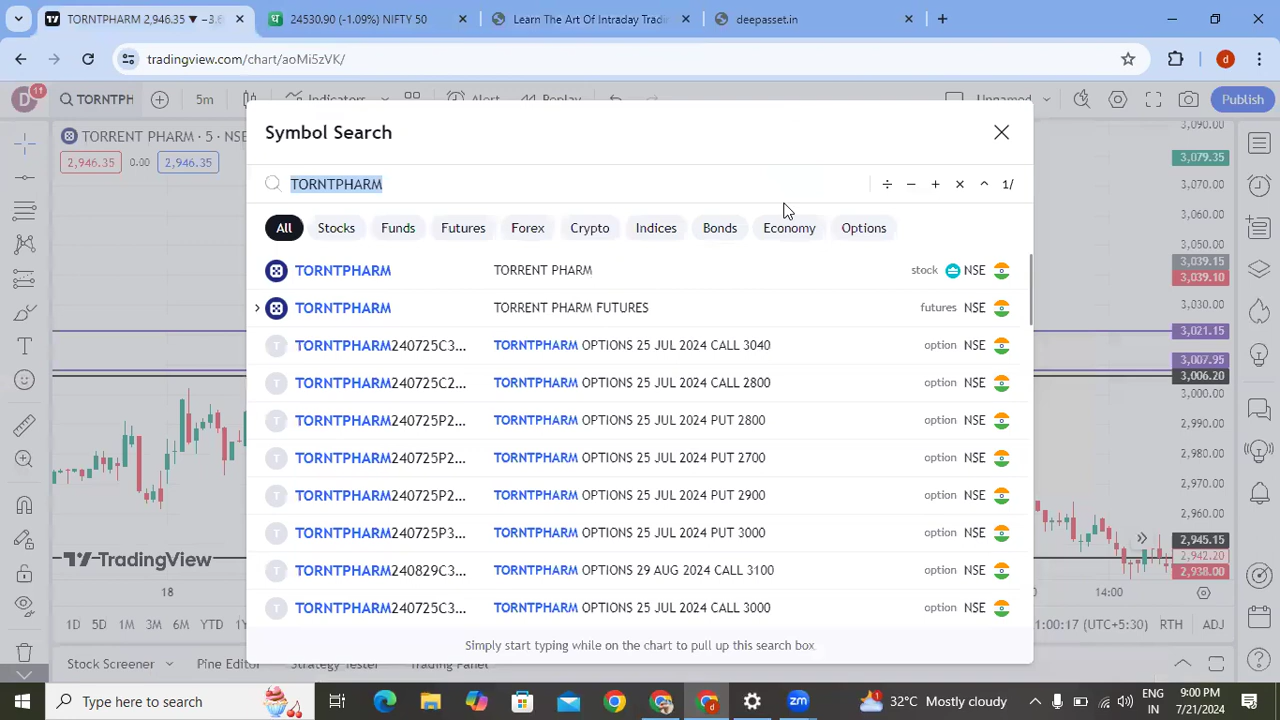 TORNTPHARM 2,946.35 ▼ −3.6
24530.90 (-1.09%) NIFTY 50
Learn The Art Of Intraday Tradi
deepasset.in
tradingview.com/chart/aoMi5zVK/
D 11 TORNTPH 5m Indicators Alert Replay Unnamed Publish
TORRENT PHARM · 5 · NSE
2,946.35 0.00 2,946.35
Symbol Search
TORNTPHARM
÷ − + × ^ 1/
All Stocks Funds Futures Forex Crypto Indices Bonds Economy Options
TORNTPHARM TORRENT PHARM stock NSE
TORNTPHARM TORRENT PHARM FUTURES futures NSE
T TORNTPHARM240725C3... TORNTPHARM OPTIONS 25 JUL 2024 CALL 3040 option NSE
T TORNTPHARM240725C2... TORNTPHARM OPTIONS 25 JUL 2024 CALL 2800 option NSE
T TORNTPHARM240725P2... TORNTPHARM OPTIONS 25 JUL 2024 PUT 2800 option NSE
T TORNTPHARM240725P2... TORNTPHARM OPTIONS 25 JUL 2024 PUT 2700 option NSE
T TORNTPHARM240725P2... TORNTPHARM OPTIONS 25 JUL 2024 PUT 2900 option NSE
T TORNTPHARM240725P3... TORNTPHARM OPTIONS 25 JUL 2024 PUT 3000 option NSE
T TORNTPHARM240829C3... TORNTPHARM OPTIONS 29 AUG 2024 CALL 3100 option NSE
T TORNTPHARM240725C3... TORNTPHARM OPTIONS 25 JUL 2024 CALL 3000 option NSE
Simply start typing while on the chart to pull up this search box.
3,090.00
3,079.35
3,070.00
3,060.00
3,050.00
3,039.15
3,039.10
3,030.00
3,021.15
3,007.95
3,006.20
3,000.00
2,990.00
2,983.00
2,970.00
2,960.00
2,945.15
2,942.20
2,938.00
TradingView
18
14:00
1D 5D 1M 3M 6M YTD 1Y
1:00:17 (UTC+5:30) RTH ADJ
Stock Screener Pine Editor Strategy Tester Trading Panel
Type here to search
32°C Mostly cloudy
ENG
IN
9:00 PM
7/21/2024